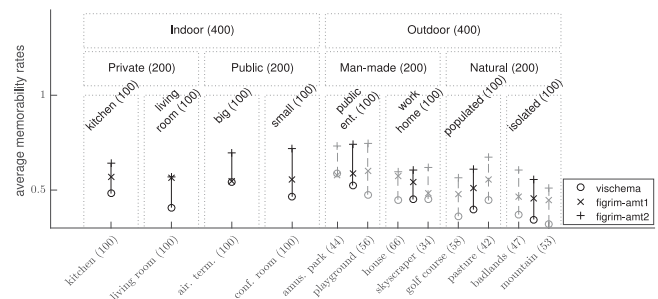 Indoor (400)
Outdoor (400)
Private (200)
Public (200)
Man-made (200)
Natural (200)
kitchen (100)
living
room (100)
big (100)
small (100)
public
ent. (100)
work
home (100)
populated (100)
isolated (100)
average memorability rates
1
0.5
vischema
figrim-amt1
figrim-amt2
kitchen (100)
living room (100)
air. term. (100)
conf. room (100)
amus. park (44)
playground (56)
house (66)
skyscraper (34)
golf course (58)
pasture (42)
badlands (47)
mountain (53)